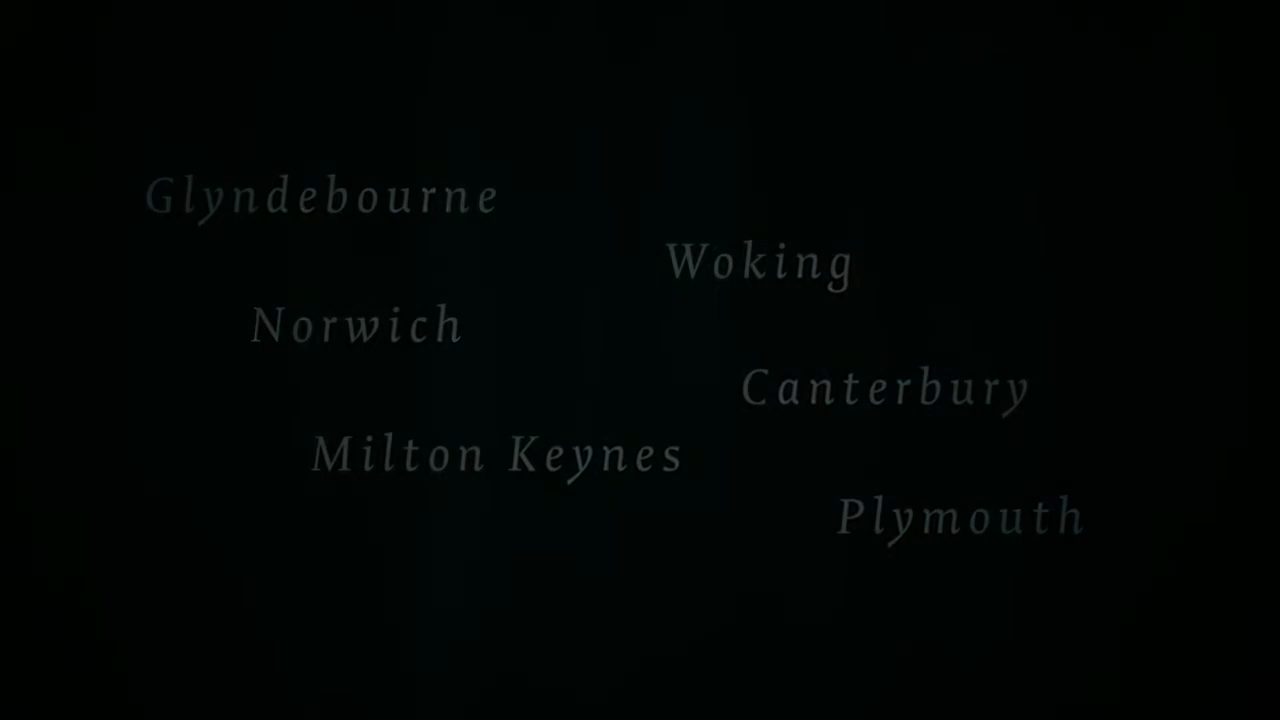 Glyndebourne
Woking
Norwich
Canterbury
Milton Keynes
Plymouth